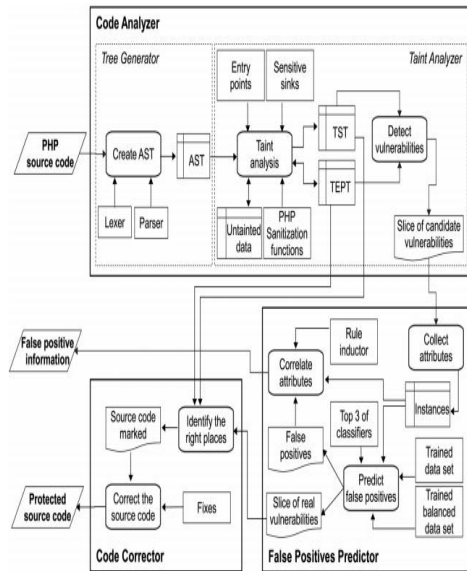 Code Analyzer
Tree Generator
Taint Analyzer
Entry
points
Sensitive
sinks
PHP
source code
Create AST
AST
Taint
analysis
TST
TEPT
Detect
vulnerabilities
Lexer
Parser
Untainted
data
PHP
Sanitization
functions
Slice of candidate
vulnerabilities
False positive
information
Correlate
attributes
Rule
inductor
Collect
attributes
Instances
Source code
marked
Identify the
right places
False
positives
Top 3 of
classifiers
Predict
false positives
Trained
data set
Trained
balanced
data set
Protected
source code
Correct the
source code
Fixes
Slice of real
vulnerabilities
Code Corrector
False Positives Predictor